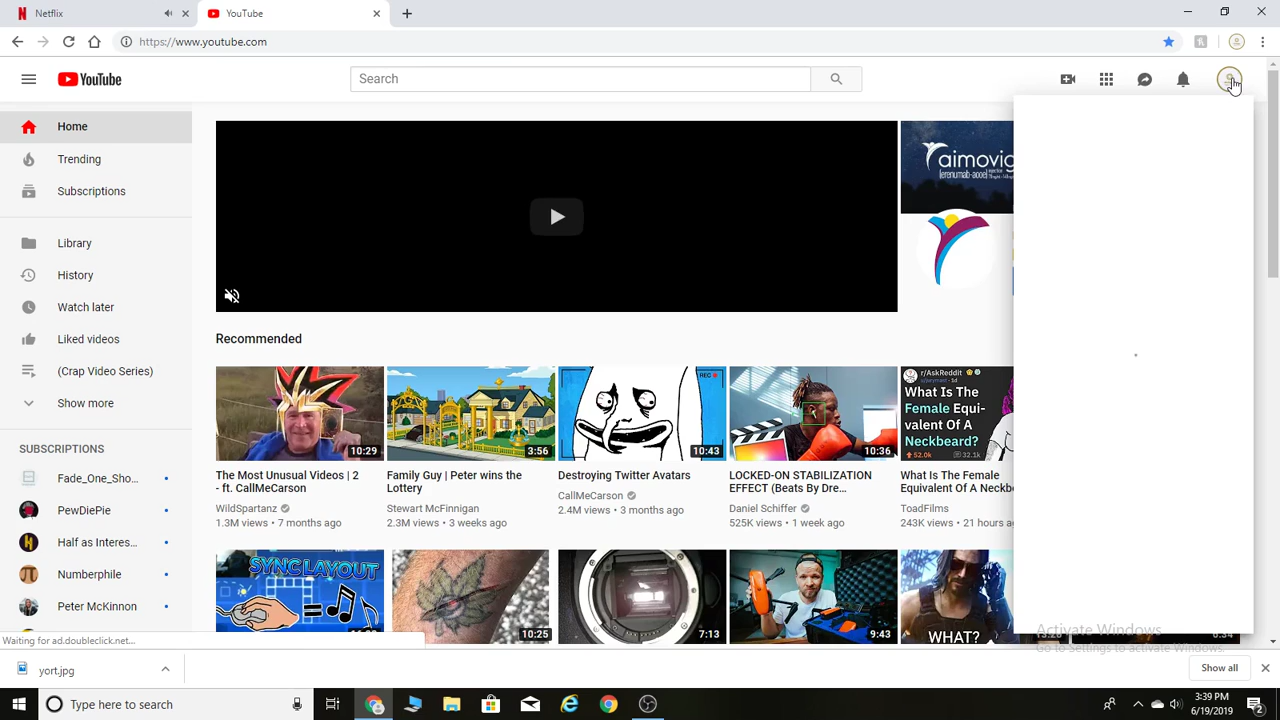 Netflix
YouTube
https://www.youtube.com
YouTube
Search
Home
Trending
Subscriptions
Library
History
Watch later
Liked videos
(Crap Video Series)
Show more
SUBSCRIPTIONS
Fade_One_Sho...
PewDiePie
Half as Interes...
Numberphile
Peter McKinnon
aimovig
Recommended
10:29
3:56
REC
10:43
10:36
r/AskReddit
What Is The
Female Equi-
valent Of A
Neckbeard?
52.0k 32.1k
The Most Unusual Videos | 2
- ft. CallMeCarson
WildSpartanz
1.3M views • 7 months ago
Family Guy | Peter wins the
Lottery
Stewart McFinnigan
2.3M views • 3 weeks ago
Destroying Twitter Avatars
CallMeCarson
2.4M views • 3 months ago
LOCKED-ON STABILIZATION
EFFECT (Beats By Dre...
Daniel Schiffer
525K views • 1 week ago
What Is The Female
Equivalent Of A Neckbe
ToadFilms
243K views • 21 hours a
SYNC LAYOUT
10:25
7:13
9:43
WHAT?
Activate Windows
Go to Settings to activate Windows.
Waiting for ad.doubleclick.net...
yort.jpg
Show all
Type here to search
3:39 PM
6/19/2019
2